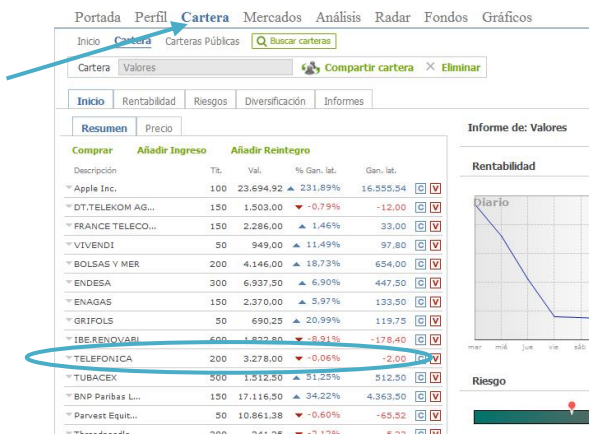 Portada Perfil Cartera Mercados Análisis Radar Fondos Gráficos
Inicio Cartera Carteras Públicas Buscar carteras
Cartera Valores Compartir cartera Eliminar
Inicio Rentabilidad Riesgos Diversificación Informes
Resumen Precio
Informe de: Valores
Comprar Añadir Ingreso Añadir Reintegro
Rentabilidad
Descripción Tit. Val. % Gan. lat. Gan. lat.
Apple Inc. 100 23.694,92 231,89% 16.555,54 C V
Diario
DT.TELEKOM AG... 150 1.503,00 -0,79% -12,00 C V
FRANCE TELECO... 150 2.286,00 1,46% 33,00 C V
VIVENDI 50 949,00 11,49% 97,80 C V
BOLSAS Y MER 200 4.146,00 18,73% 654,00 C V
ENDESA 300 6.937,50 6,90% 447,50 C V
ENAGAS 150 2.370,00 5,97% 133,50 C V
GRIFOLS 50 690,25 20,99% 119,75 C V
IBE.RENOVABL 600 1.822,80 -8,91% -178,40 C V
mar mié jue vie sáb
TELEFONICA 200 3.278,00 -0,06% -2,00 C V
TUBACEX 500 1.512,50 51,25% 512,50 C V
Riesgo
BNP Paribas L... 150 17.116,50 34,22% 4.363,50 C V
Parvest Equit... 50 10.861,38 -0,60% -65,52 C V